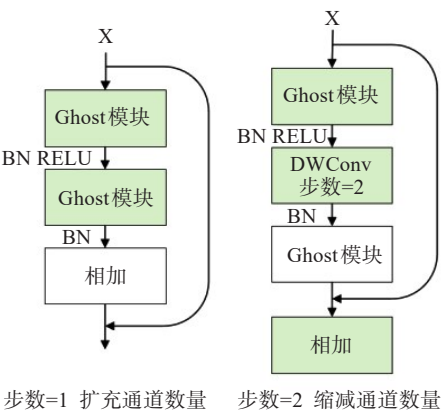 X
Ghost模块
BN RELU
Ghost模块
BN
相加
步数=1 扩充通道数量
X
Ghost模块
BN RELU
DWConv
步数=2
BN
Ghost模块
相加
步数=2 缩减通道数量